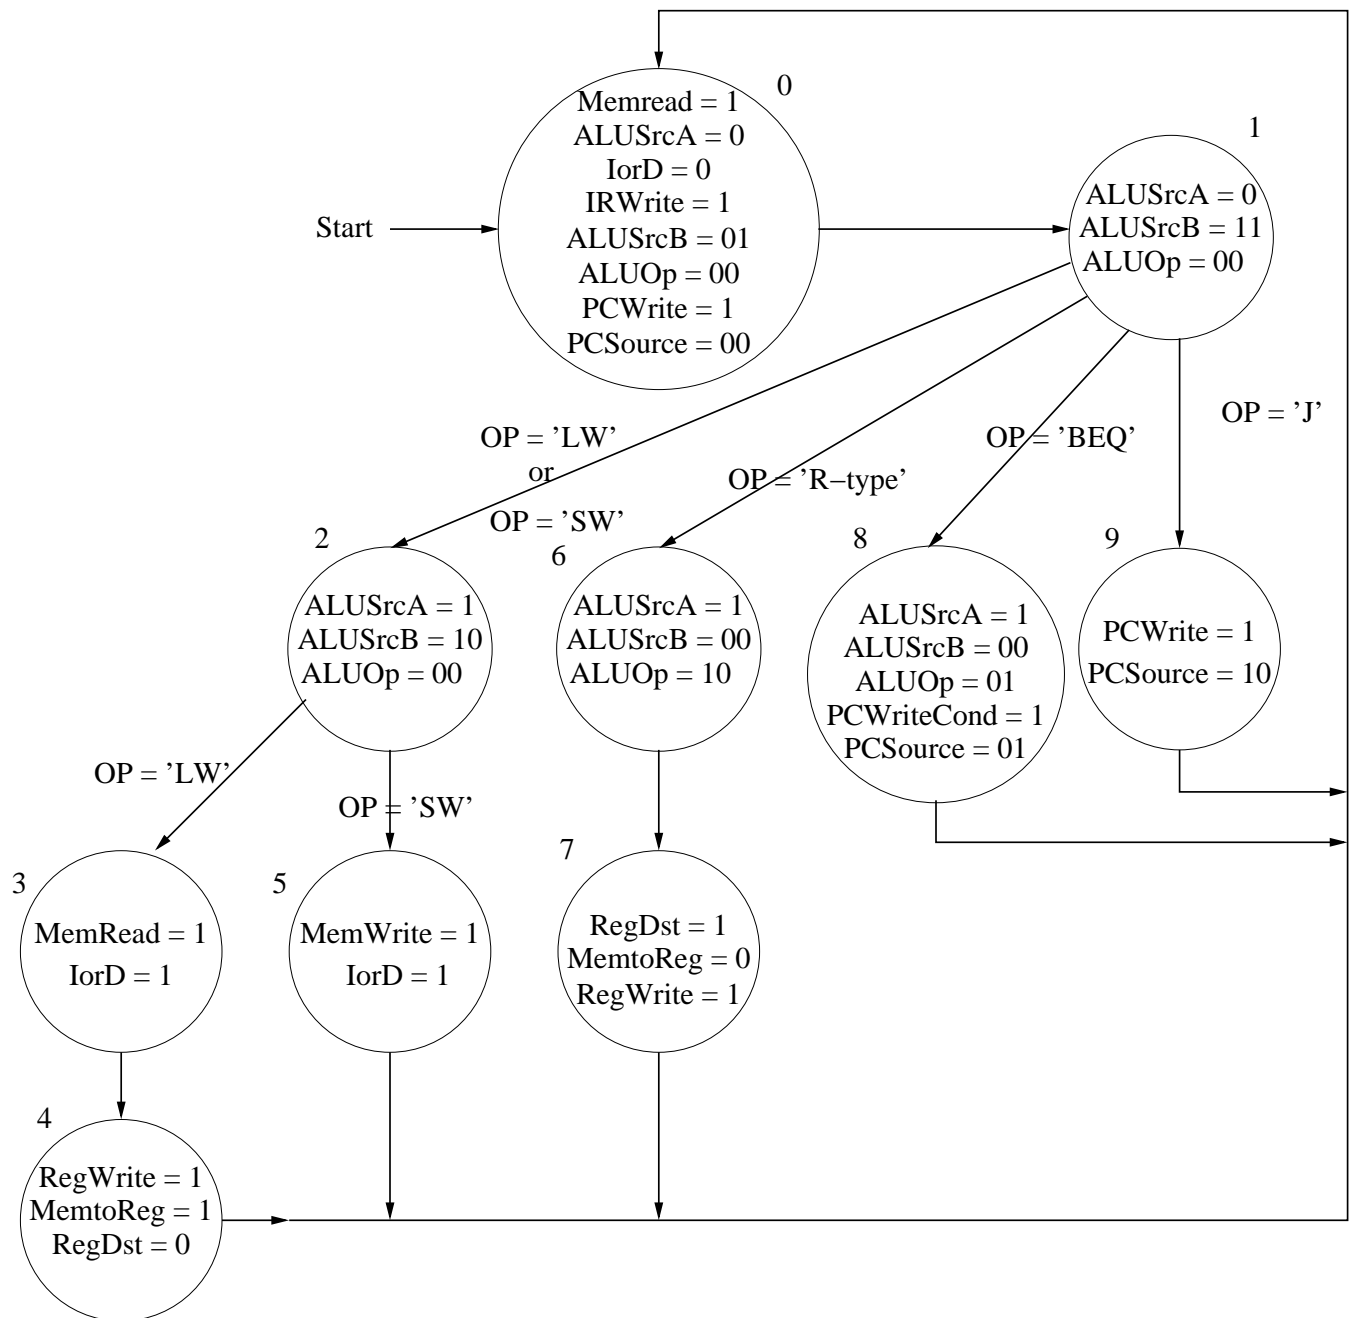 0
Memread = 1
ALUSrcA = 0
IorD = 0
IRWrite = 1
ALUSrcB = 01
ALUOp = 00
PCWrite = 1
PCSource = 00
Start
1
ALUSrcA = 0
ALUSrcB = 11
ALUOp = 00
OP = ’LW’
or
OP = ’SW’
OP = ’R−type’
OP = ’BEQ’
OP = ’J’
2
ALUSrcA = 1
ALUSrcB = 10
ALUOp = 00
6
ALUSrcA = 1
ALUSrcB = 00
ALUOp = 10
8
ALUSrcA = 1
ALUSrcB = 00
ALUOp = 01
PCWriteCond = 1
PCSource = 01
9
PCWrite = 1
PCSource = 10
OP = ’LW’
OP = ’SW’
3
MemRead = 1
IorD = 1
5
MemWrite = 1
IorD = 1
7
RegDst = 1
MemtoReg = 0
RegWrite = 1
4
RegWrite = 1
MemtoReg = 1
RegDst = 0